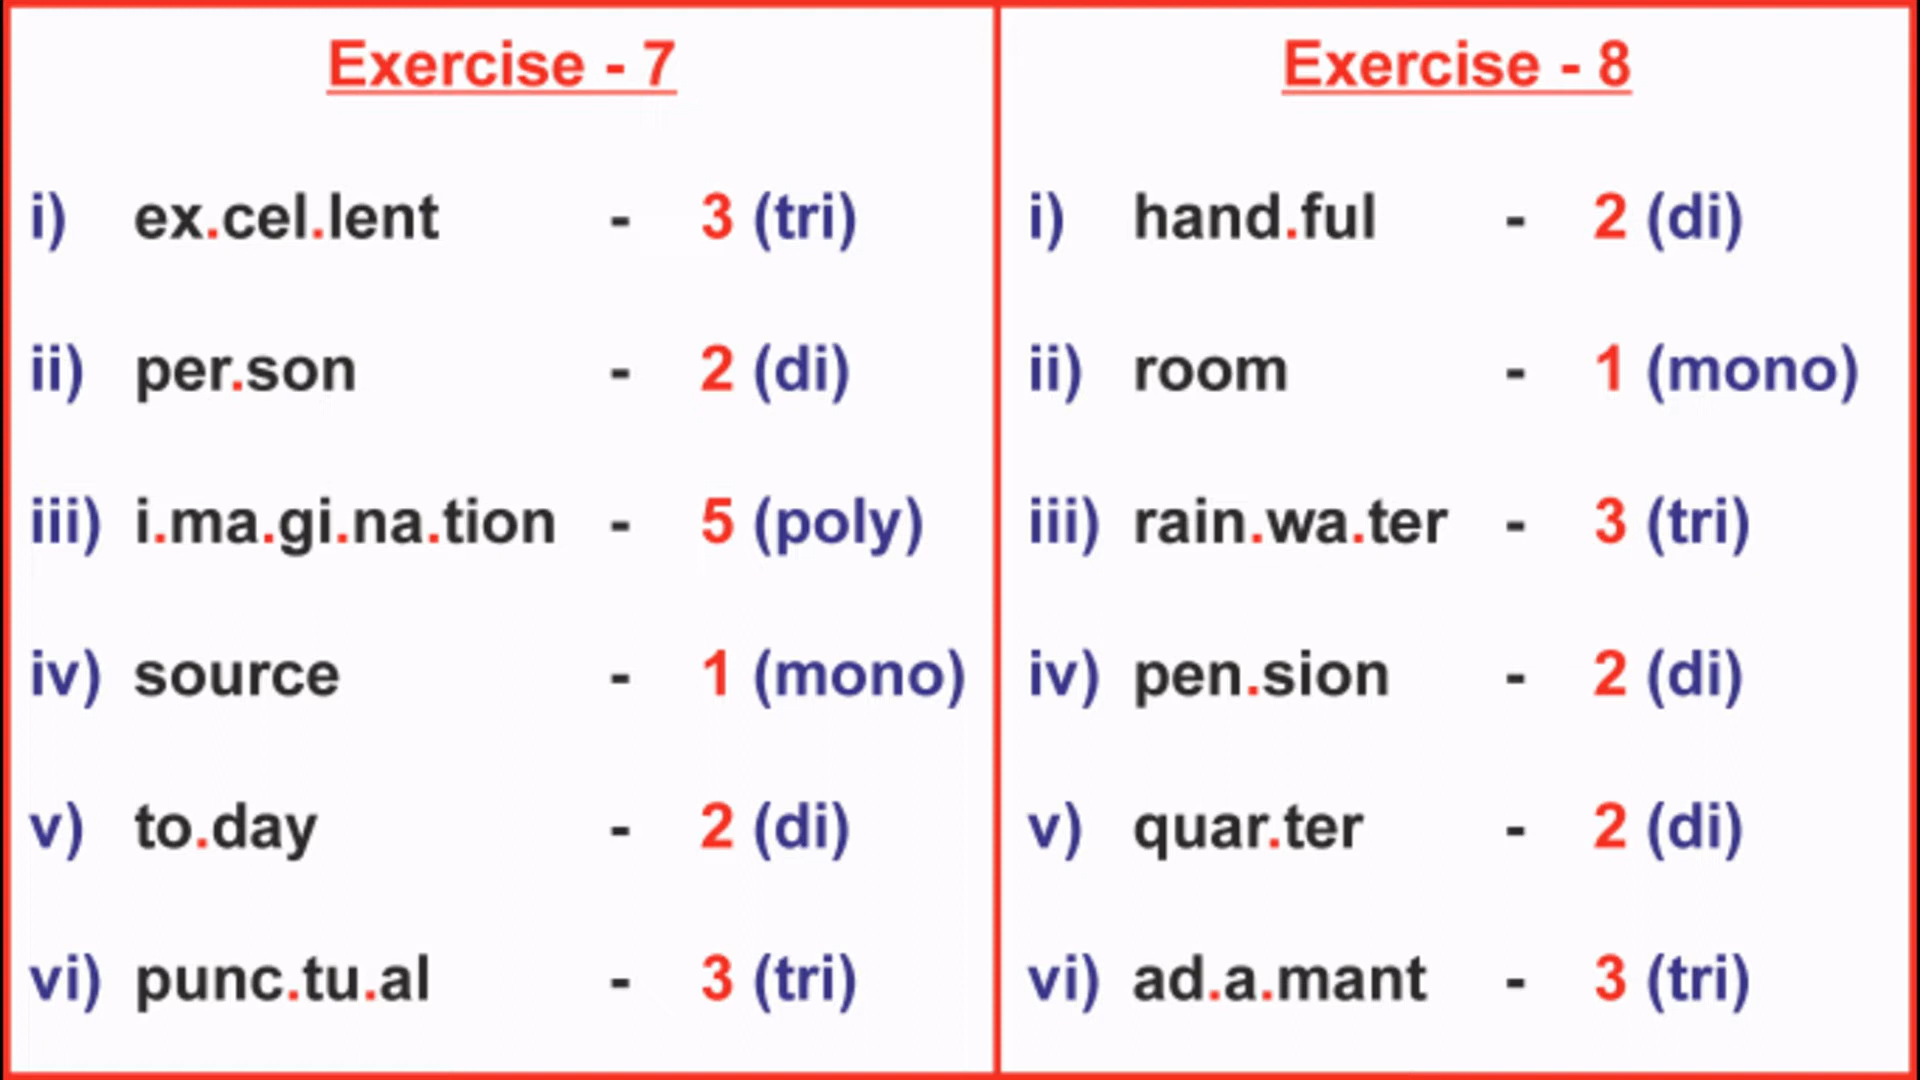 Exercise - 7
i) ex.cel.lent - 3 (tri)
ii) per.son - 2 (di)
iii) i.ma.gi.na.tion - 5 (poly)
iv) source - 1 (mono)
v) to.day - 2 (di)
vi) punc.tu.al - 3 (tri)
Exercise - 8
i) hand.ful - 2 (di)
ii) room - 1 (mono)
iii) rain.wa.ter - 3 (tri)
iv) pen.sion - 2 (di)
v) quar.ter - 2 (di)
vi) ad.a.mant - 3 (tri)